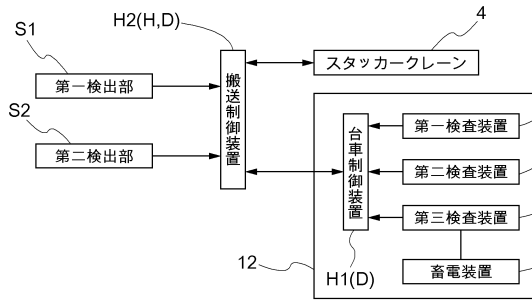 H2(H,D)
4
S1
スタッカークレーン
第一検出部
搬送制御装置
S2
第二検出部
台車制御装置
第一検査装置
第二検査装置
第三検査装置
畜電装置
12
H1(D)